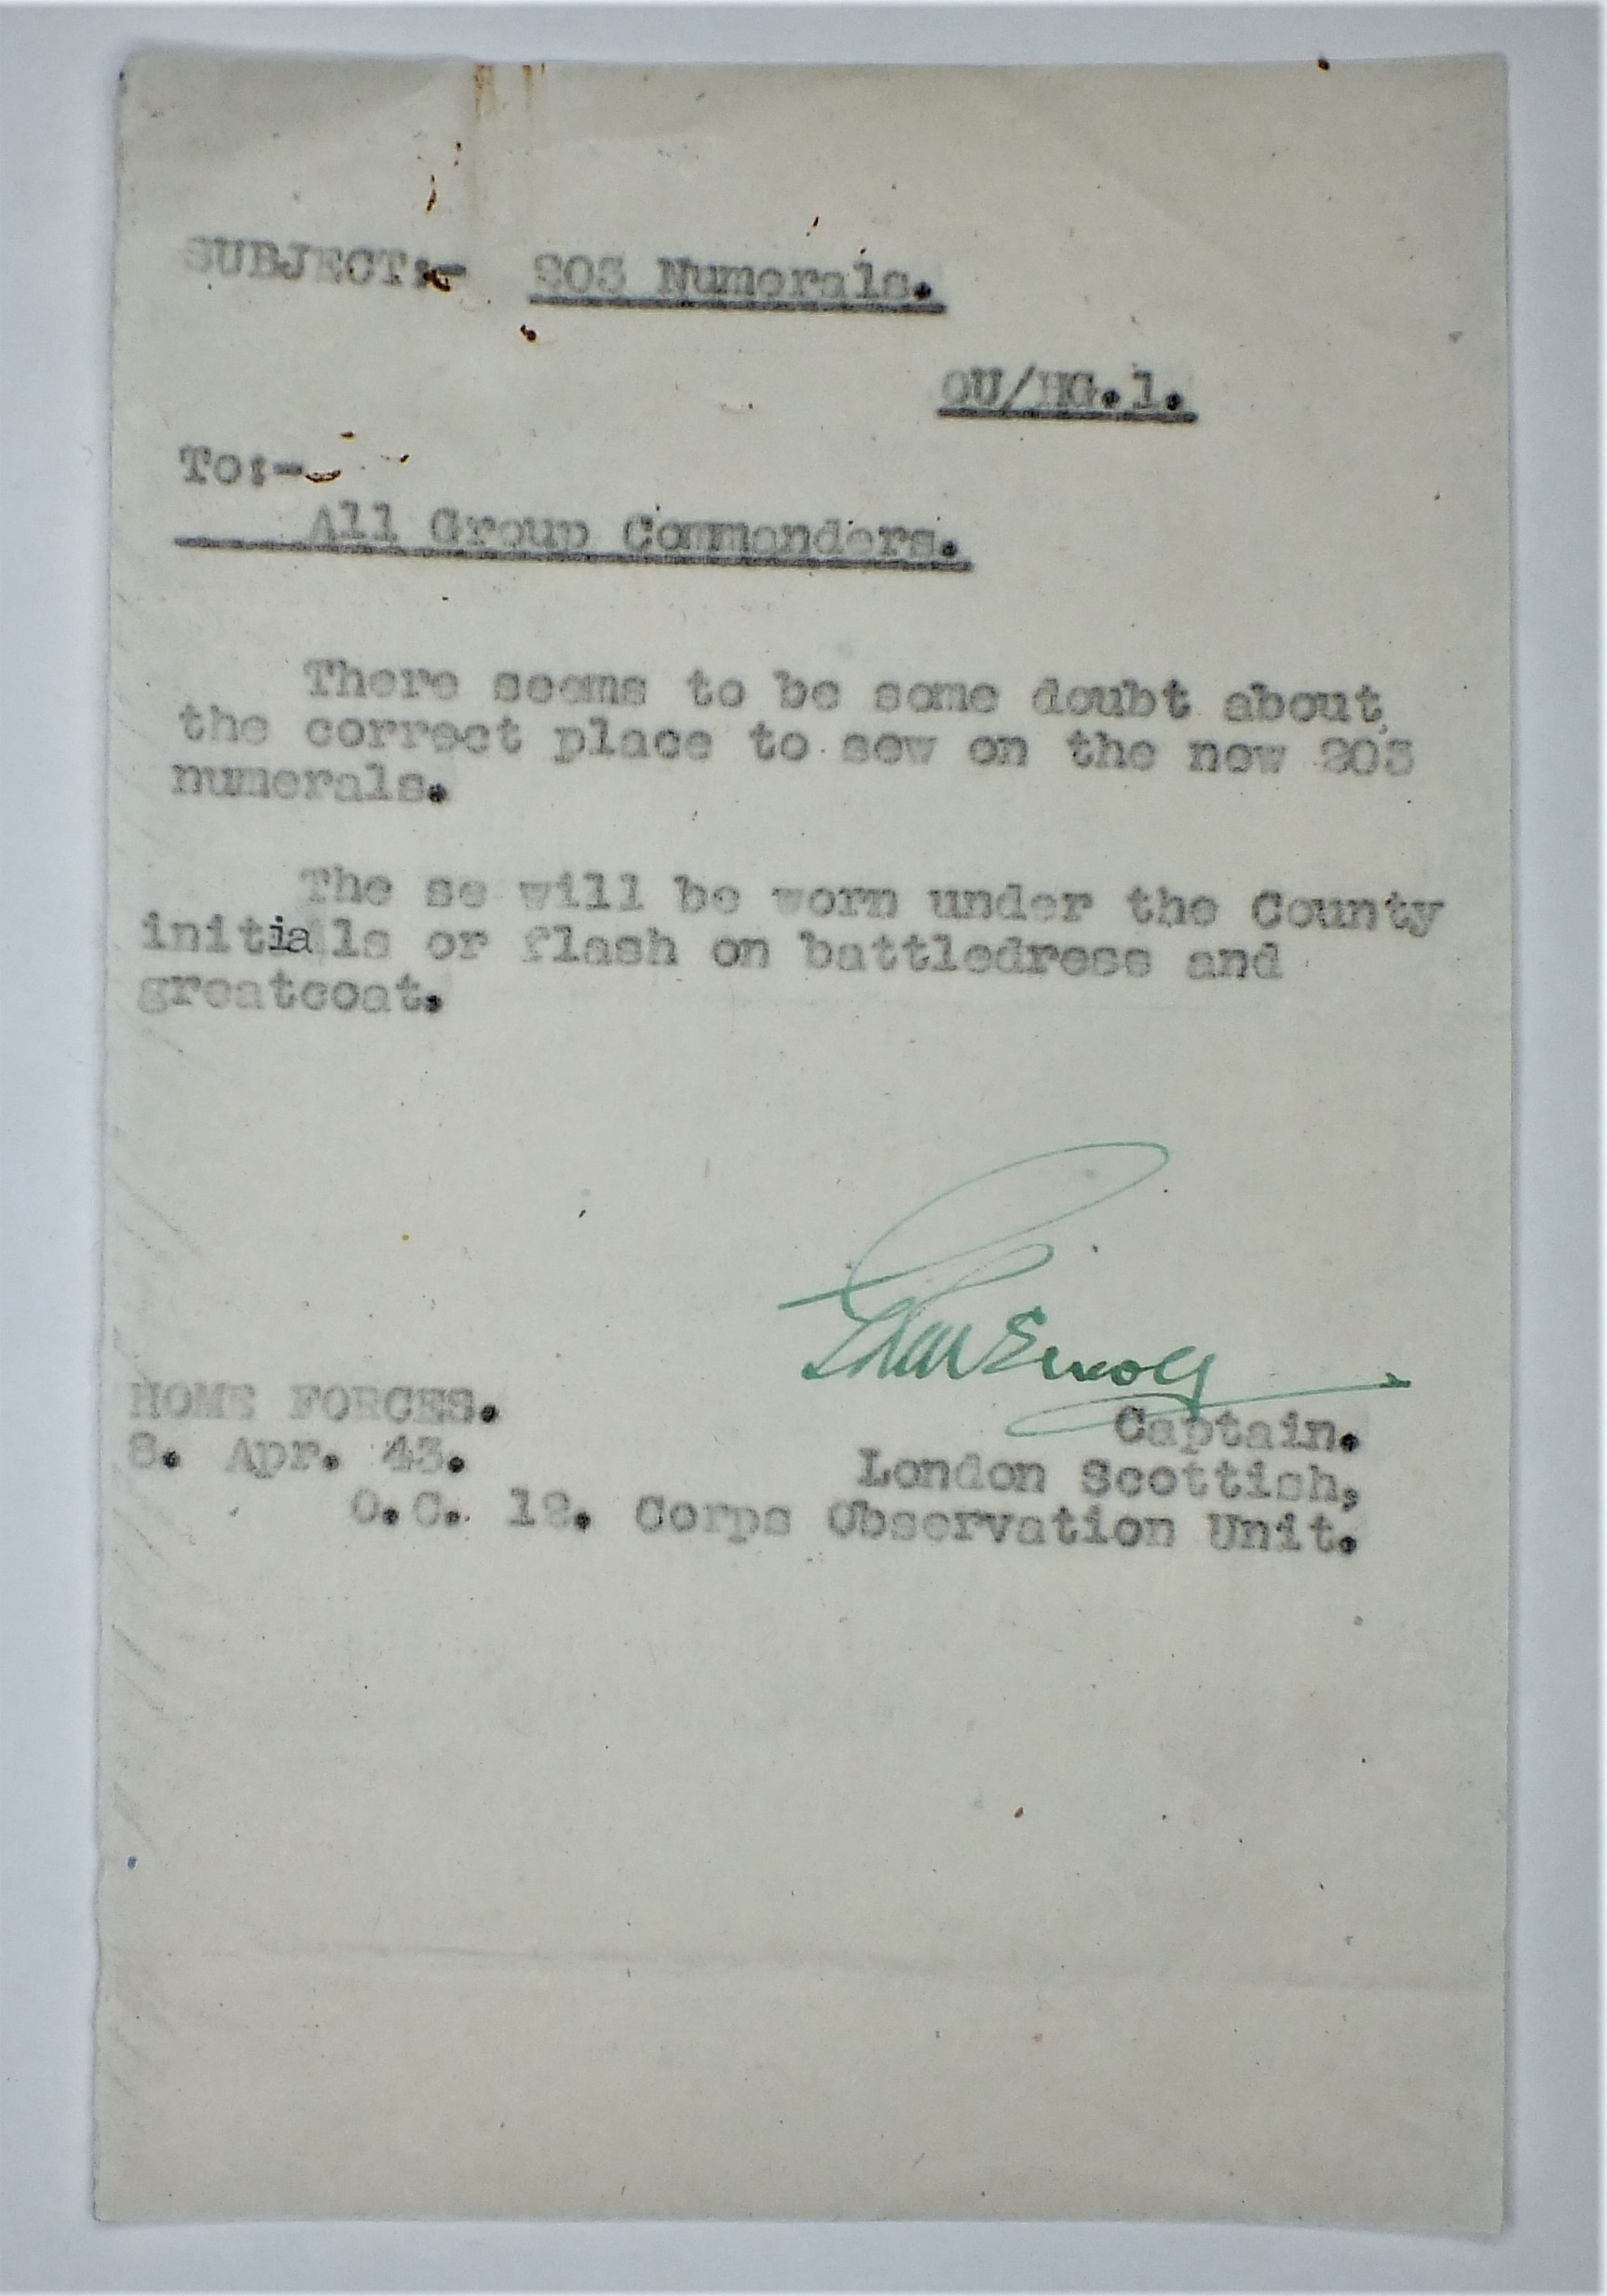 SUBJECT:- 203 Numerals.
OU/HG.1.
To:-
All Group Commanders.
There seems to be some doubt about
the correct place to sew on the new 203
numerals.
The se will be worn under the County
initials or flash on battledress and
greatcoat.
HOME FORCES.
8. Apr. 43.
Captain.
London Scottish,
O.C. 12. Corps Observation Unit.